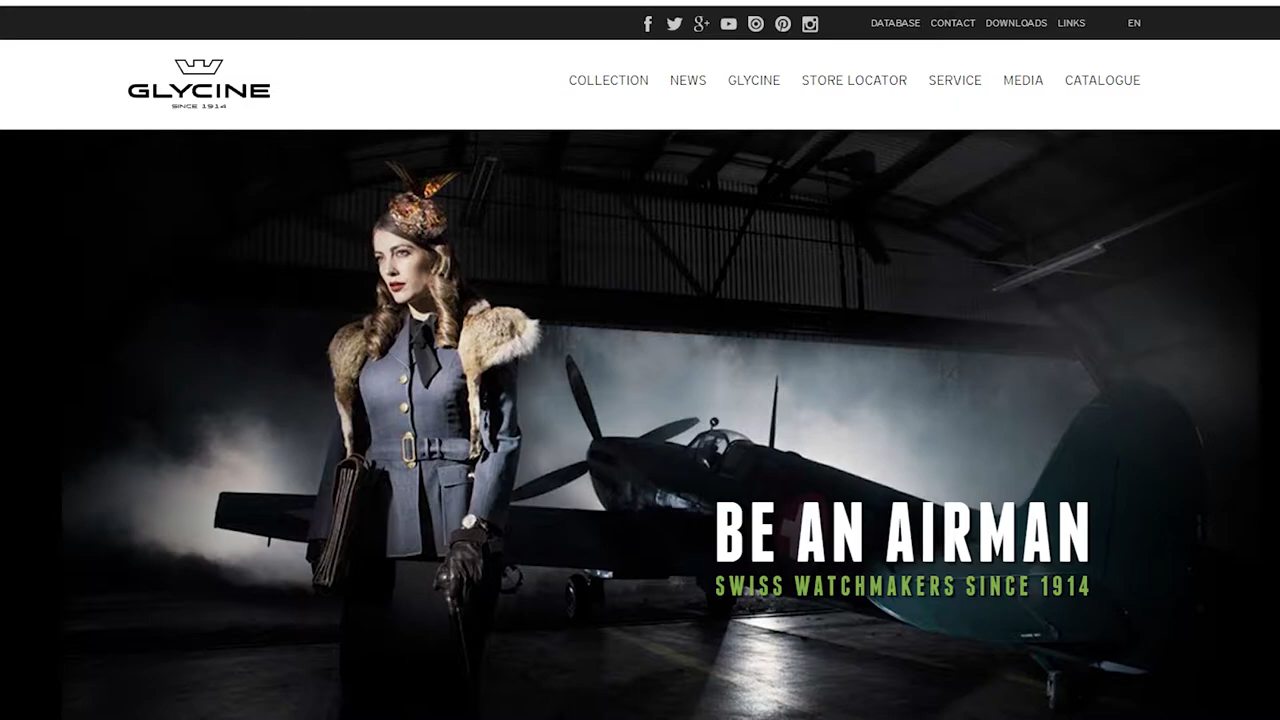 DATABASE CONTACT DOWNLOADS LINKS EN
GLYCINE
SINCE 1914
COLLECTION NEWS GLYCINE STORE LOCATOR SERVICE MEDIA CATALOGUE
BE AN AIRMAN
SWISS WATCHMAKERS SINCE 1914